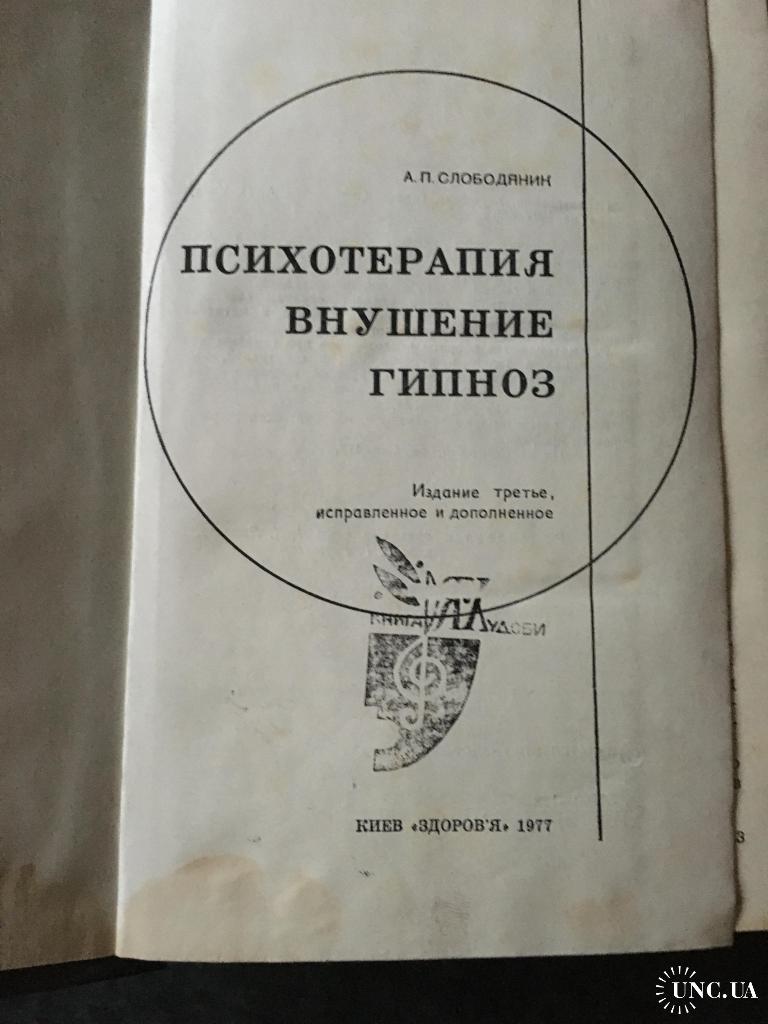 А. П. СЛОБОДЯНИК
ПСИХОТЕРАПИЯ
ВНУШЕНИЕ
ГИПНОЗ
Издание третье,
исправленное и дополненное
КИЕВ «ЗДОРОВ'Я» 1977
UNC.UA